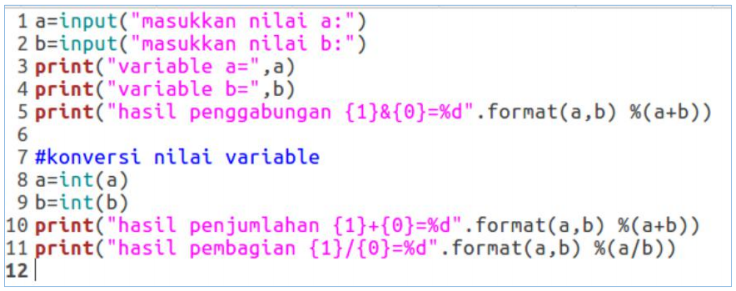 1 a=input("masukkan nilai a:")
2 b=input("masukkan nilai b:")
3 print("variable a=",a)
4 print("variable b=",b)
5 print("hasil penggabungan {1}&{0}=%d".format(a,b) %(a+b))
6
7 #konversi nilai variable
8 a=int(a)
9 b=int(b)
10 print("hasil penjumlahan {1}+{0}=%d".format(a,b) %(a+b))
11 print("hasil pembagian {1}/{0}=%d".format(a,b) %(a/b))
12